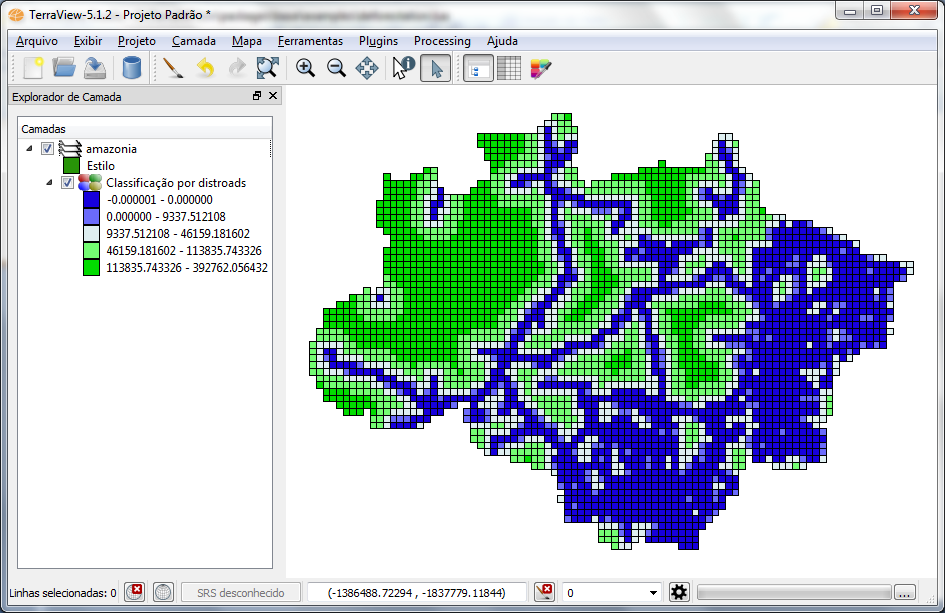 TerraView-5.1.2 - Projeto Padrão *
Arquivo Exibir Projeto Camada Mapa Ferramentas Plugins Processing Ajuda
Explorador de Camada
Camadas
amazonia
Estilo
Classificação por distroads
-0.000001 - 0.000000
0.000000 - 9337.512108
9337.512108 - 46159.181602
46159.181602 - 113835.743326
113835.743326 - 392762.056432
Linhas selecionadas: 0 SRS desconhecido (-1386488.72294 , -1837779.11844) 0 ...